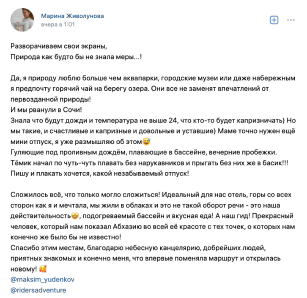 Марина Живолунова
вчера в 1:01
Разворачиваем свои экраны,
Природа как будто бы не знала меры...!
Да, я природу люблю больше чем аквапарки, городские музеи или даже набережным
я предпочту горячий чай на берегу озера. Они все не заменят впечатлений от
первозданной природы!
И мы рванули в Сочи!
Зная что будут дожди и температура не выше 24, что кто-то будет капризничать) Но
мы такие, и счастливые и капризные и довольные и уставшие) Маме точно нужен ещё
мини отпуск, я уже размышляю об этом😅
Гуляющие под проливным дождём, плавающие в бассейне, вечерние пробежки.
Тёмик начал по чуть-чуть плавать без нарукавников и прыгать без них же в басик!!!
Пишу и плакать хочется, какой незабываемый отпуск!
Сложилось всё, что только могло сложиться! Идеальный для нас отель, горы со всех
сторон как я и мечтала, мы жили в облаках и это не такой оборот речи - это наша
действительность😉, подогреваемый бассейн и вкусная еда! А наш гид! Прекрасный
человек, который нам показал Абхазию во всей её красоте с тех точек, о которых нам
конечно же было бы не известно!
Спасибо этим местам, благодарю небесную канцелярию, добрейших людей,
приятных знакомых и конечно меня, что впервые поменяла маршрут и открылась
новому! 🥰
@maksim_yudenkov
@ridersadventure